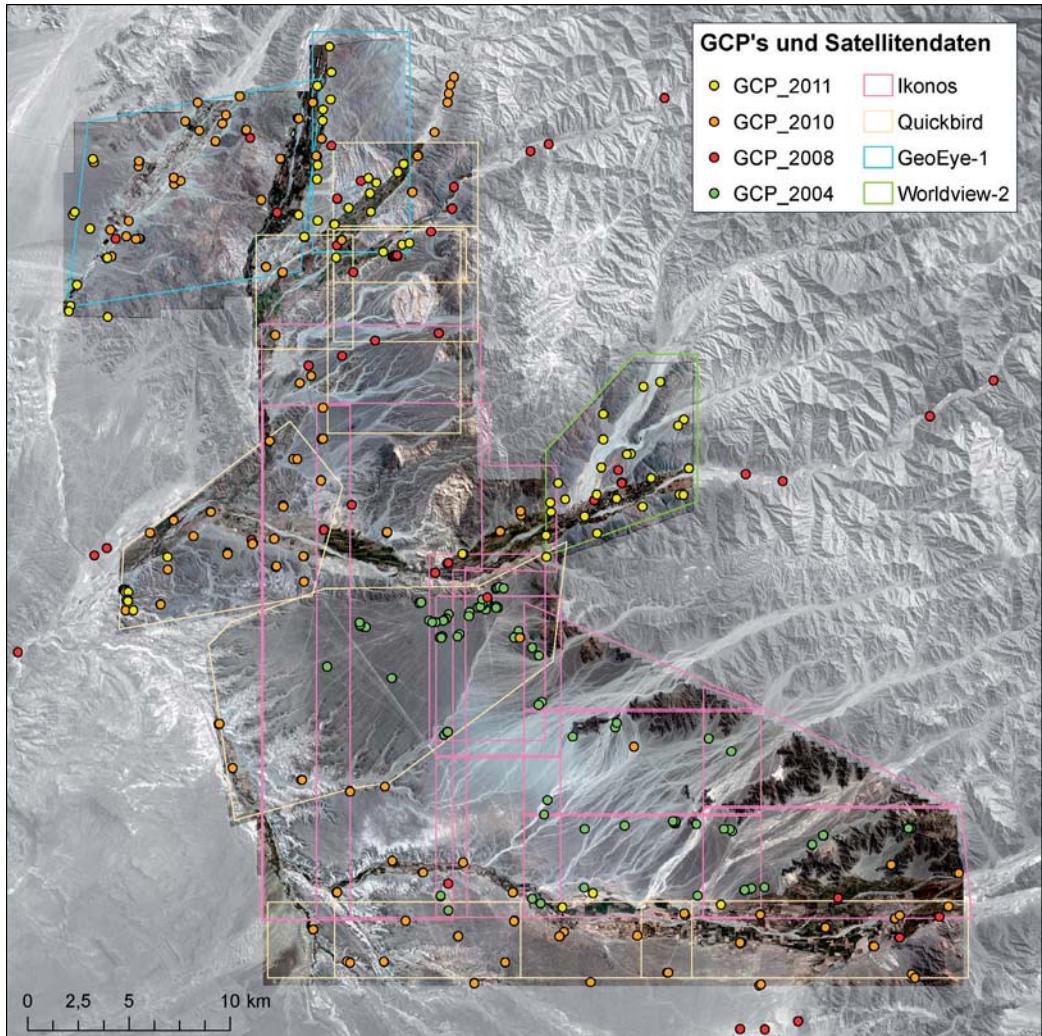 GCP's und Satellitendaten
GCP_2011 Ikonos
GCP_2010 Quickbird
GCP_2008 GeoEye-1
GCP_2004 Worldview-2
0 2,5 5 10 km